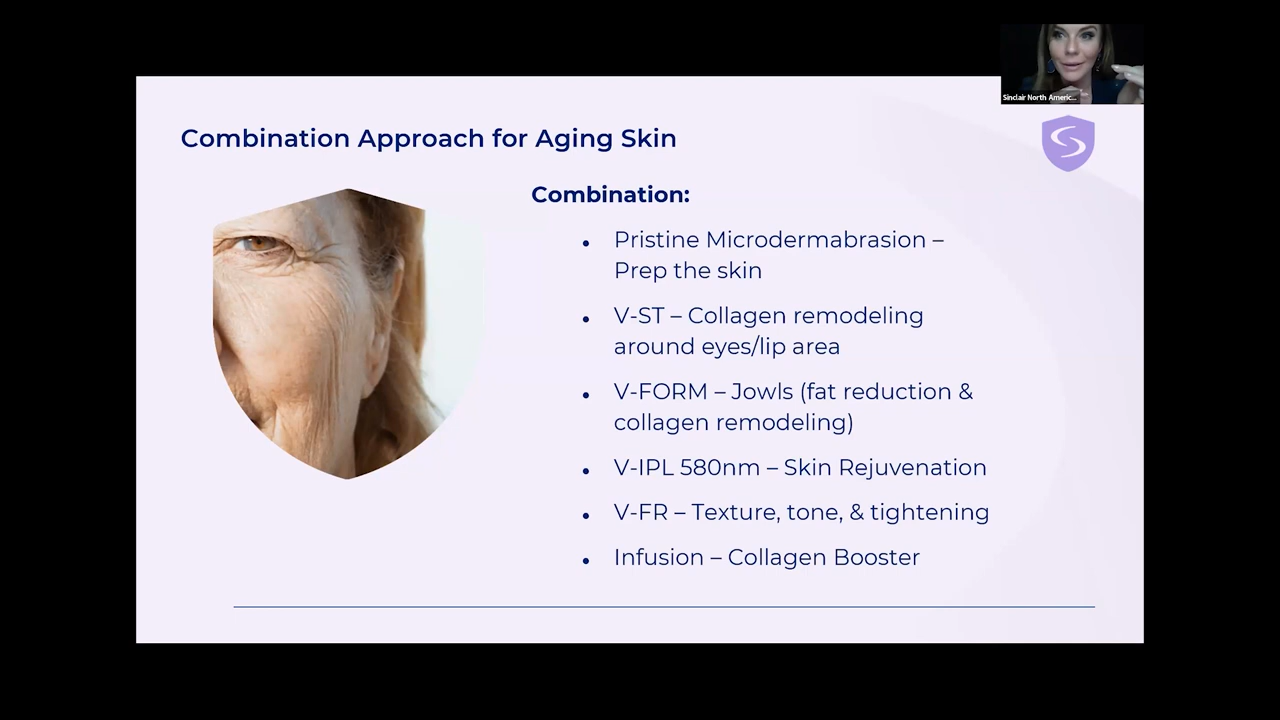 Sinclair North Americ...
Combination Approach for Aging Skin
Combination:
• Pristine Microdermabrasion –
Prep the skin
• V-ST – Collagen remodeling
around eyes/lip area
• V-FORM – Jowls (fat reduction &
collagen remodeling)
• V-IPL 580nm – Skin Rejuvenation
• V-FR – Texture, tone, & tightening
• Infusion – Collagen Booster